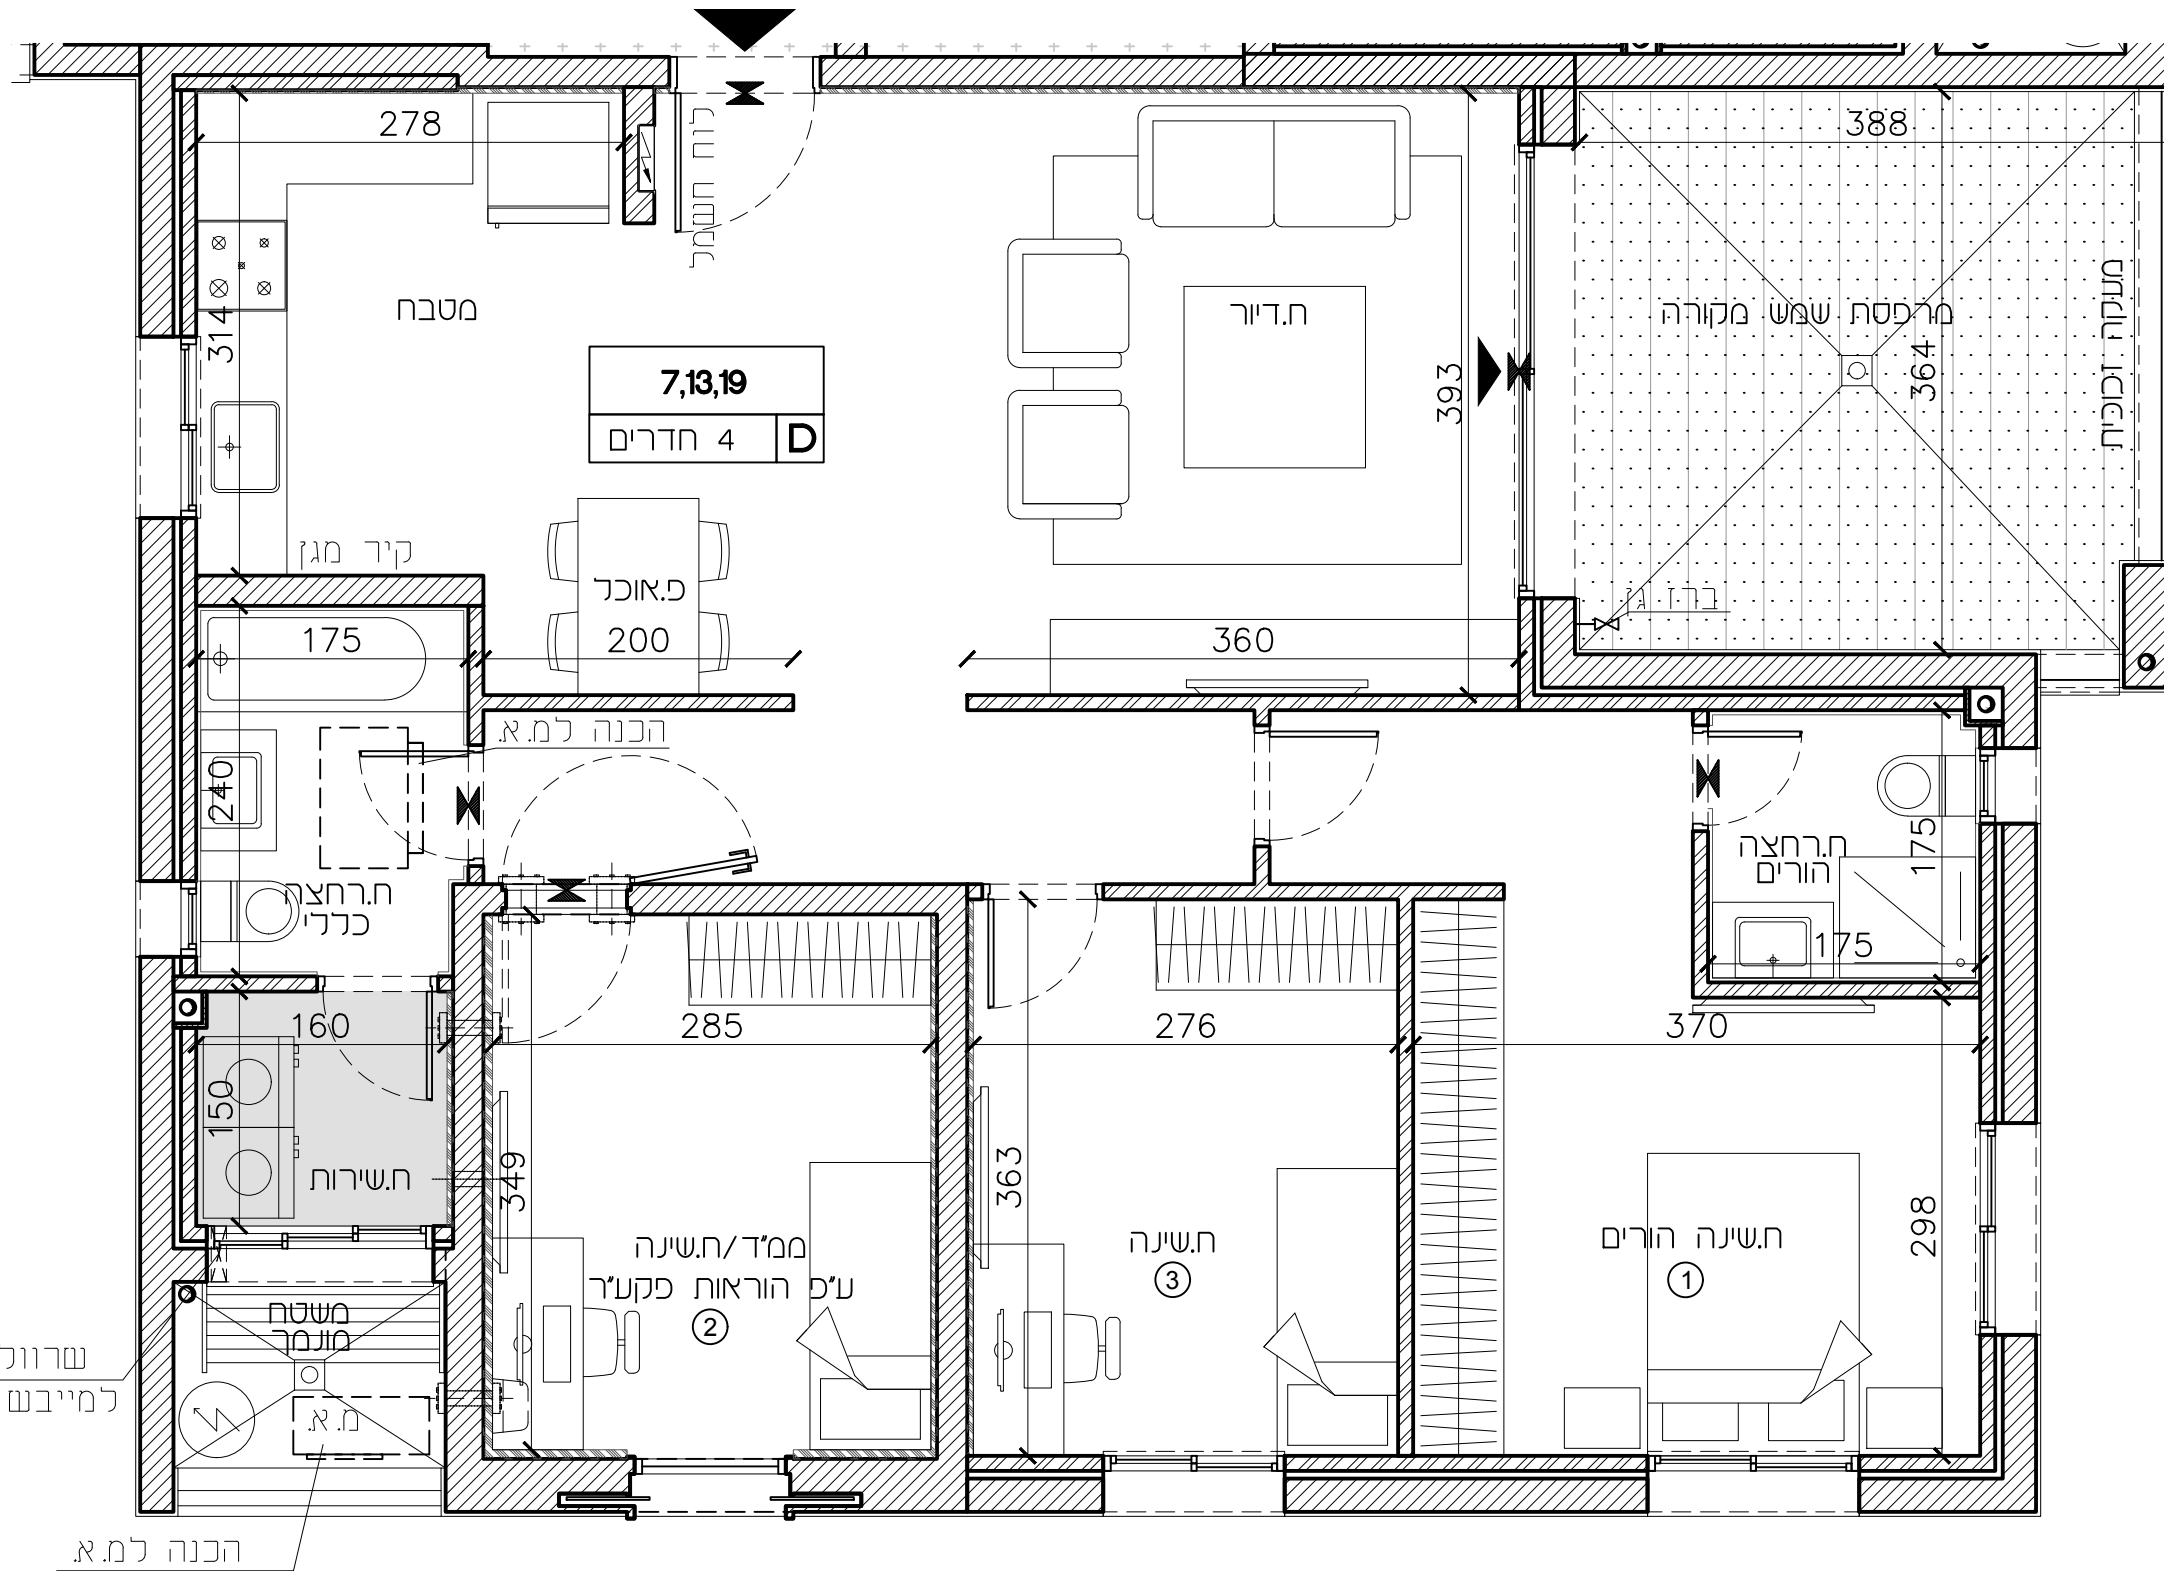 278
לוח חשמל
388
מטבח
314
ח.דיור
393
מרפסת שמש מקורה
364
מעקה זכוכית
7,13,19
4 חדרים
D
קיר מגן
פ.אוכל
ברז גן
175
200
360
הכנה למ.א.
240
ח.רחצה
כללי
ח.רחצה
הורים
175
175
160
285
276
370
150
ח.שירות
349
363
298
ממ"ד/ח.שינה
ע"פ הוראות פקע"ר
2
ח.שינה
3
ח.שינה הורים
1
משטח
מונמך
שרוול
למייבש
מ.א.
הכנה למ.א.